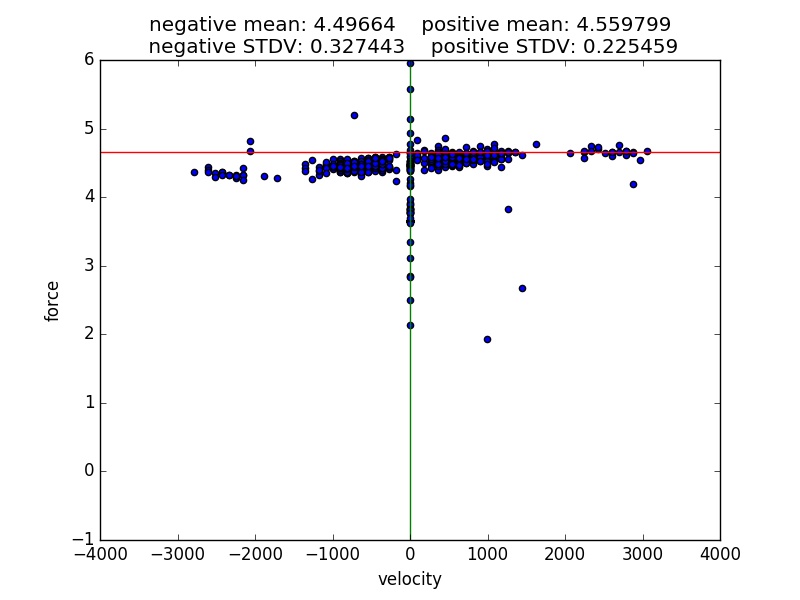 negative mean: 4.49664    positive mean: 4.559799
negative STDV: 0.327443    positive STDV: 0.225459
6
5
4
3
2
1
0
−1
force
−4000 −3000 −2000 −1000 0 1000 2000 3000 4000
velocity